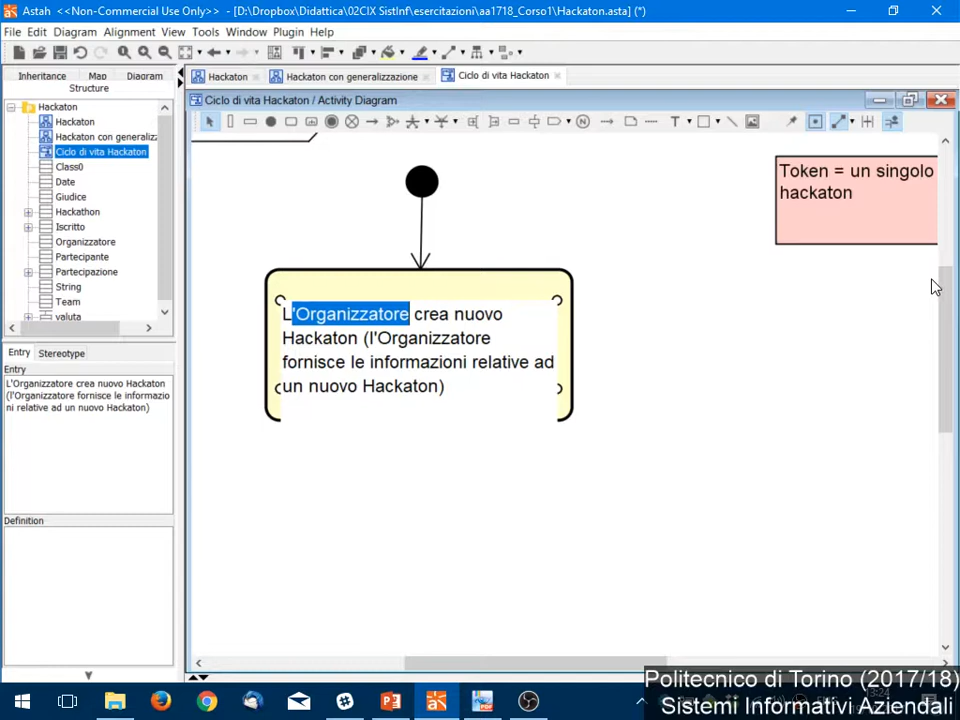 Astah <<Non-Commercial Use Only>> - [D:\Dropbox\Didattica\02CIX SistInf\esercitazioni\aa1718_Corso1\Hackaton.asta] (*)
File Edit Diagram Alignment View Tools Window Plugin Help
Inheritance Map Diagram
Structure
Hackaton
Hackaton con generalizzazione
Ciclo di vita Hackaton
Ciclo di vita Hackaton / Activity Diagram
Hackaton
Hackaton
Hackaton con generaliz
Ciclo di vita Hackaton
Class0
Date
Giudice
Hackathon
Iscritto
Organizzatore
Partecipante
Partecipazione
String
Team
valuta
Entry Stereotype
Entry
L'Organizzatore crea nuovo Hackaton
(l'Organizzatore fornisce le informazio
ni relative ad un nuovo Hackaton)
Definition
Token = un singolo
hackaton
L'Organizzatore crea nuovo
Hackaton (l'Organizzatore
fornisce le informazioni relative ad
un nuovo Hackaton)
Politecnico di Torino (2017/18)
3:24
Sistemi Informativi Aziendali